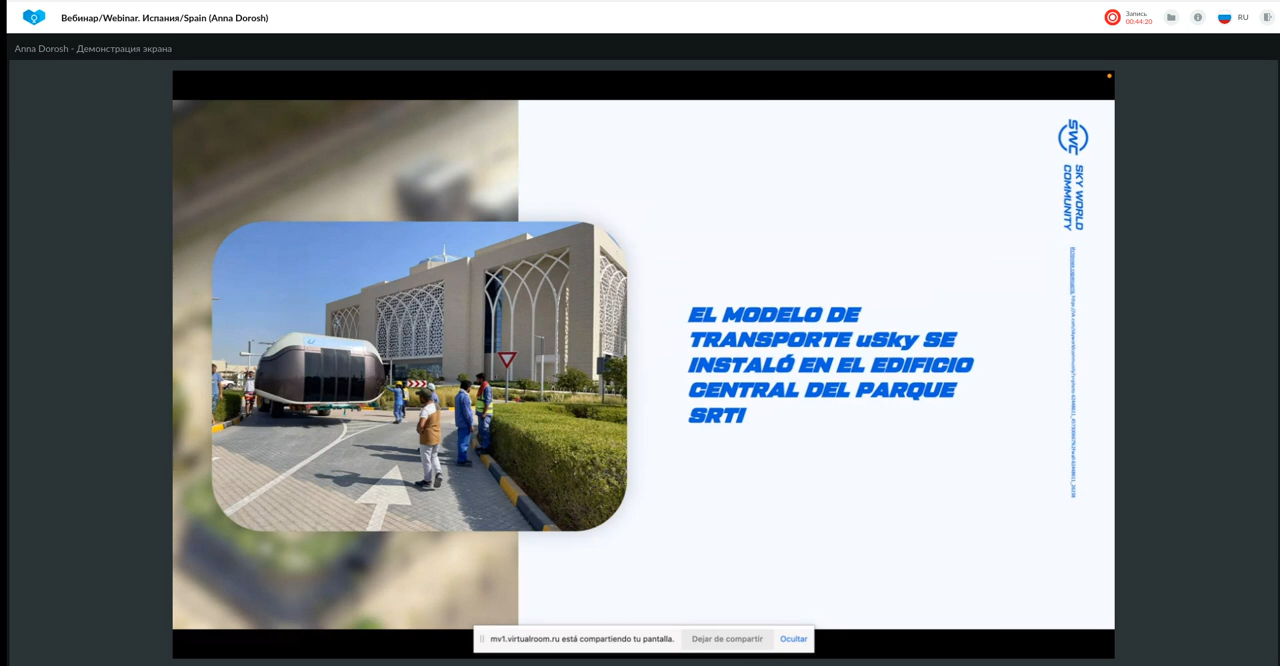 Вебинар/Webinar. Испания/Spain (Anna Dorosh)
Запись
00:44:20
RU
Anna Dorosh - Демонстрация экрана
SWC
SKY WORLD
COMMUNITY
EL MODELO DE
TRANSPORTE uSky SE
INSTALÓ EN EL EDIFICIO
CENTRAL DEL PARQUE
SRTI
mv1.virtualroom.ru está compartiendo tu pantalla.
Dejar de compartir
Ocultar